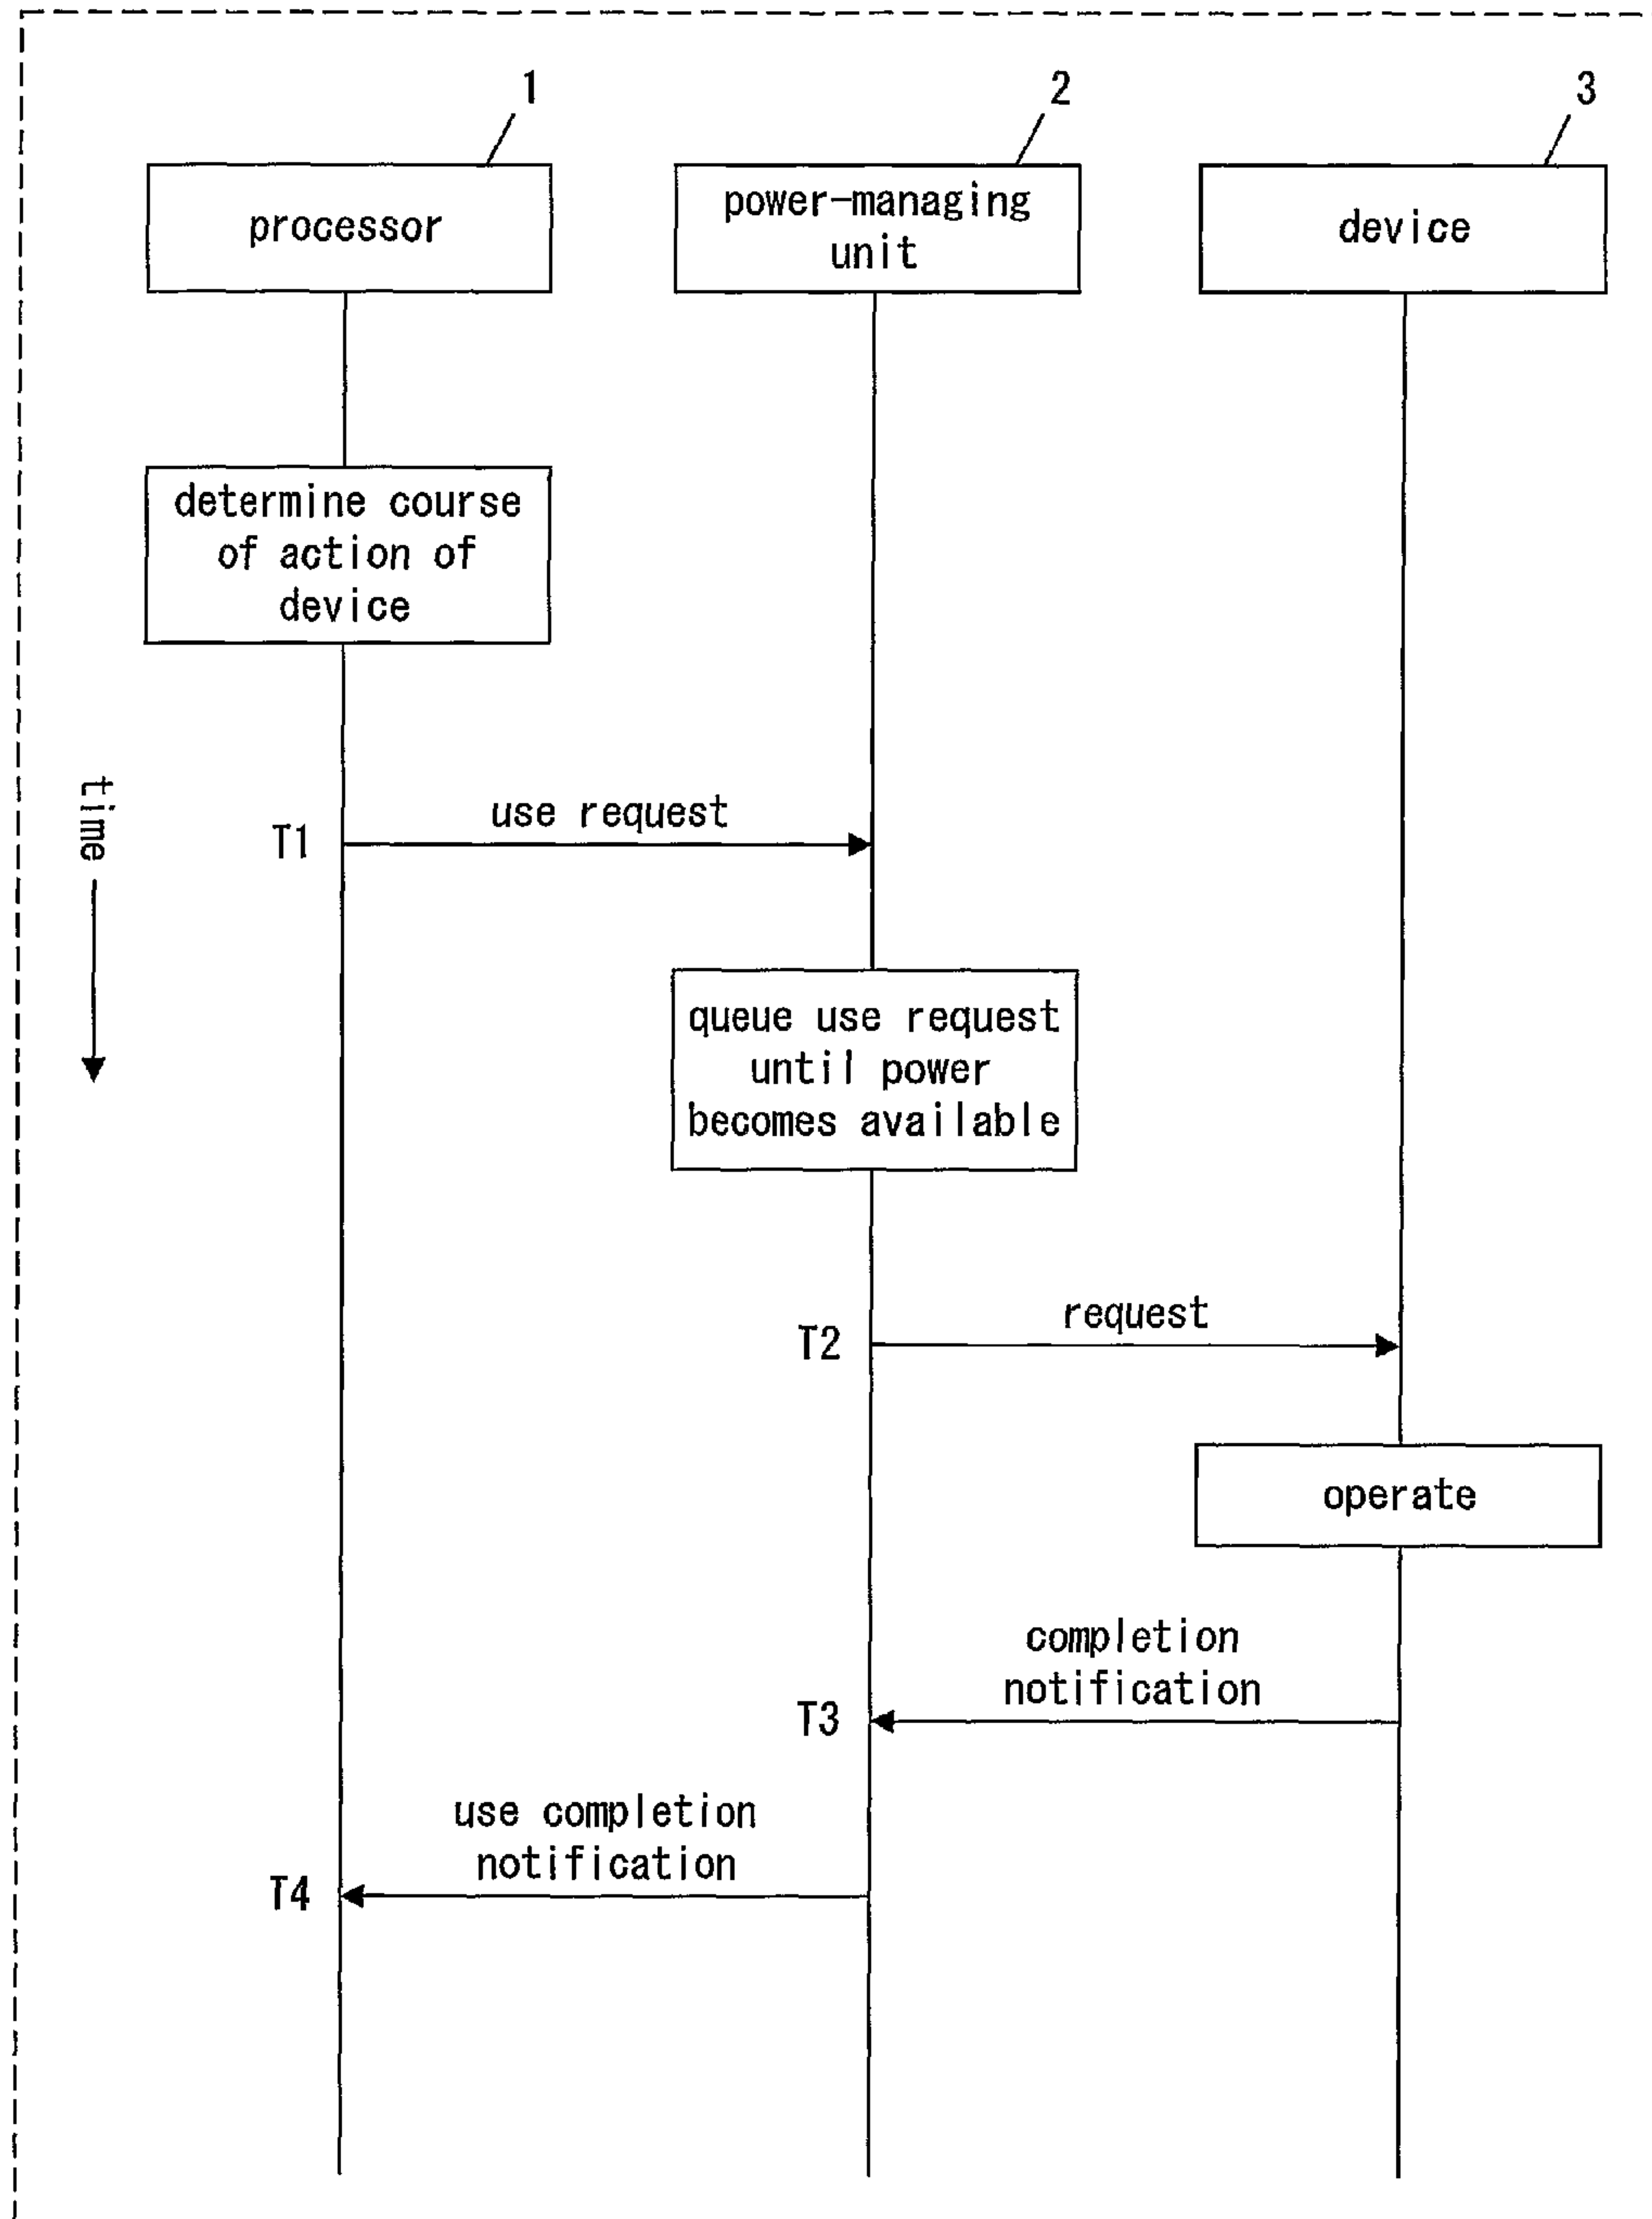 1
2
3
processor
power-managing
unit
device
determine course
of action of
device
time
T1
use request
queue use request
until power
becomes available
T2
request
operate
completion
notification
T3
use completion
notification
T4